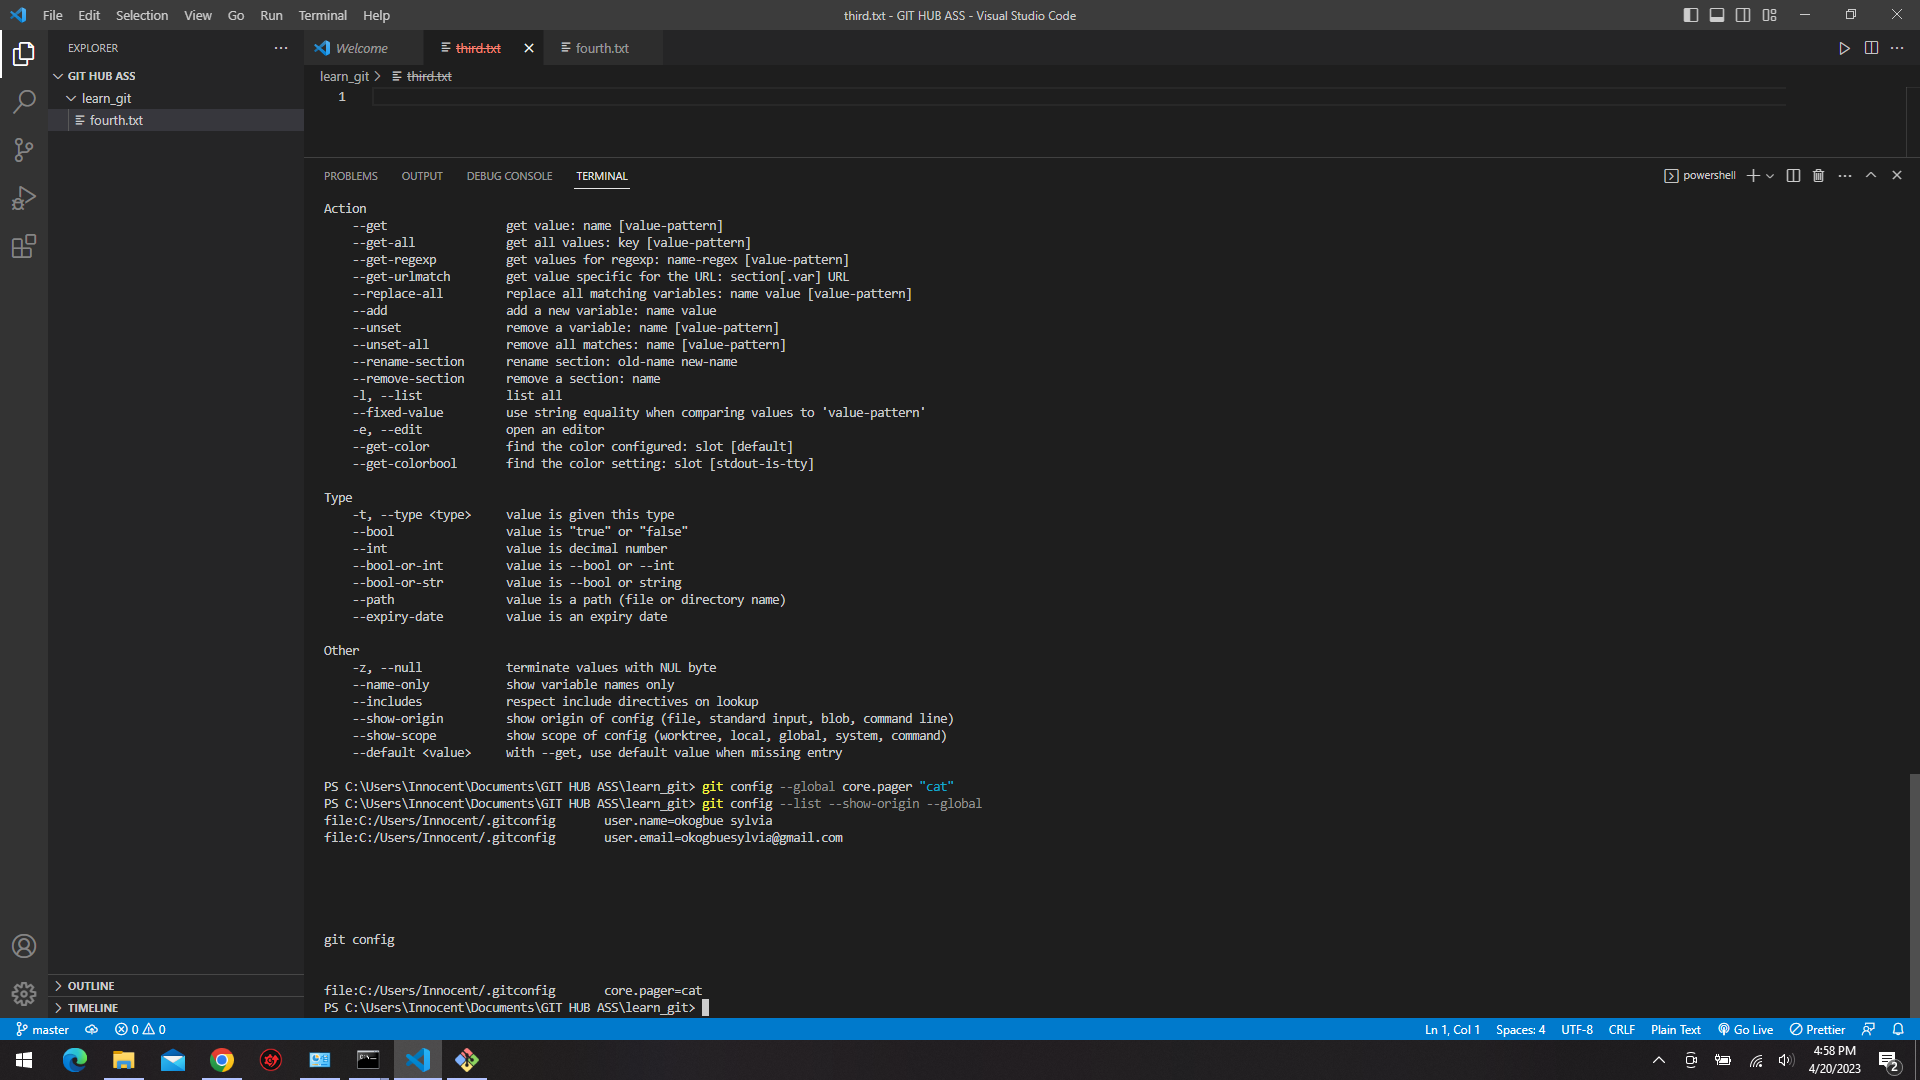 File Edit Selection View Go Run Terminal Help
third.txt - GIT HUB ASS - Visual Studio Code
EXPLORER
GIT HUB ASS
learn_git
fourth.txt
OUTLINE
TIMELINE
Welcome third.txt fourth.txt
learn_git > third.txt
1
PROBLEMS OUTPUT DEBUG CONSOLE TERMINAL
powershell
Action
--get get value: name [value-pattern]
--get-all get all values: key [value-pattern]
--get-regexp get values for regexp: name-regex [value-pattern]
--get-urlmatch get value specific for the URL: section[.var] URL
--replace-all replace all matching variables: name value [value-pattern]
--add add a new variable: name value
--unset remove a variable: name [value-pattern]
--unset-all remove all matches: name [value-pattern]
--rename-section rename section: old-name new-name
--remove-section remove a section: name
-l, --list list all
--fixed-value use string equality when comparing values to 'value-pattern'
-e, --edit open an editor
--get-color find the color configured: slot [default]
--get-colorbool find the color setting: slot [stdout-is-tty]
Type
-t, --type <type> value is given this type
--bool value is "true" or "false"
--int value is decimal number
--bool-or-int value is --bool or --int
--bool-or-str value is --bool or string
--path value is a path (file or directory name)
--expiry-date value is an expiry date
Other
-z, --null terminate values with NUL byte
--name-only show variable names only
--includes respect include directives on lookup
--show-origin show origin of config (file, standard input, blob, command line)
--show-scope show scope of config (worktree, local, global, system, command)
--default <value> with --get, use default value when missing entry
PS C:\Users\Innocent\Documents\GIT HUB ASS\learn_git> git config --global core.pager "cat"
PS C:\Users\Innocent\Documents\GIT HUB ASS\learn_git> git config --list --show-origin --global
file:C:/Users/Innocent/.gitconfig user.name=okogbue sylvia
file:C:/Users/Innocent/.gitconfig user.email=okogbuesylvia@gmail.com
git config
file:C:/Users/Innocent/.gitconfig core.pager=cat
PS C:\Users\Innocent\Documents\GIT HUB ASS\learn_git>
master 0 0 Ln 1, Col 1 Spaces: 4 UTF-8 CRLF Plain Text Go Live Prettier
4:58 PM
4/20/2023
2